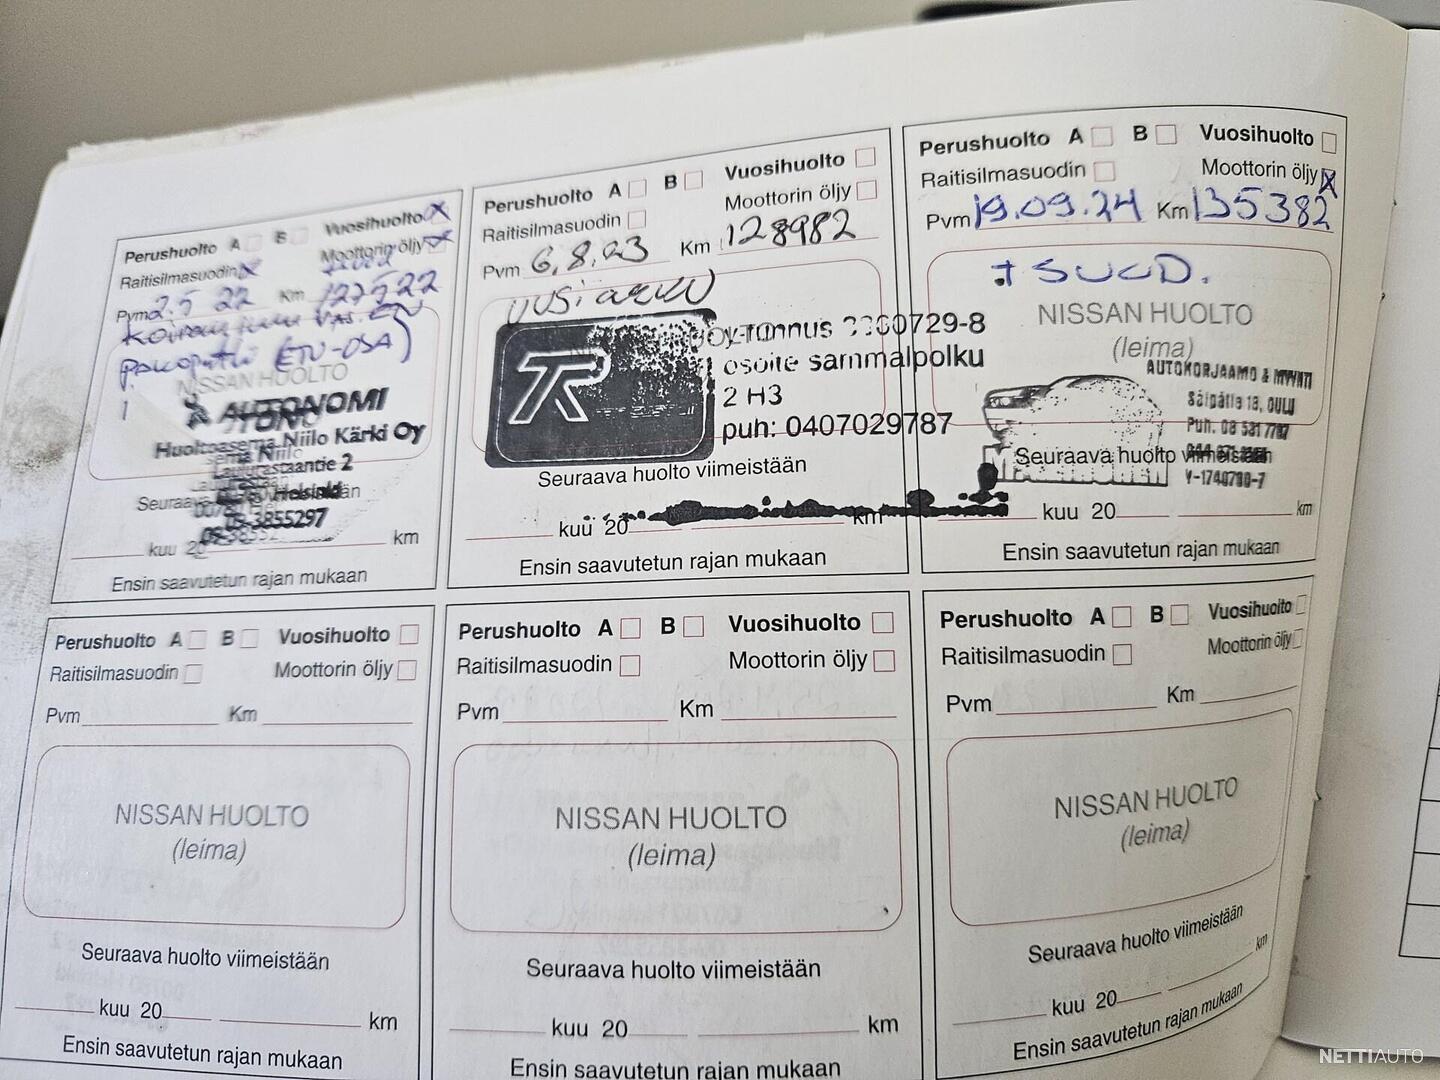 Perushuolto A B Vuosihuolto
Raitisilmasuodin Moottorin öljy
Pvm 2.5 22 Km 127522
(ETU-OSA)
NISSAN HUOLTO
AUTONOMI
Huoltoasema Niilo Kärki Oy
Laulurastaantie 2
Helsinki
09-3855297
kuu 20 km
Ensin saavutetun rajan mukaan
Perushuolto A B Vuosihuolto
Raitisilmasuodin Moottorin öljy
Pvm 6.8.23 Km 128982
TR
osoite sammalpolku
2 H3
puh: 0407029787
Seuraava huolto viimeistään
kuu 20 km
Ensin saavutetun rajan mukaan
Perushuolto A B Vuosihuolto
Raitisilmasuodin Moottorin öljy
Pvm 19.09.24 Km 135382
+ SUOD.
NISSAN HUOLTO
(leima)
AUTOKORJAAMO & MYYNTI
OULU
Seuraava huolto viimeistään
kuu 20 km
Ensin saavutetun rajan mukaan
Perushuolto A B Vuosihuolto
Raitisilmasuodin Moottorin öljy
Pvm Km
NISSAN HUOLTO
(leima)
Seuraava huolto viimeistään
kuu 20 km
Ensin saavutetun rajan mukaan
Perushuolto A B Vuosihuolto
Raitisilmasuodin Moottorin öljy
Pvm Km
NISSAN HUOLTO
(leima)
Seuraava huolto viimeistään
kuu 20 km
Ensin saavutetun rajan mukaan
Perushuolto A B Vuosihuolto
Raitisilmasuodin Moottorin öljy
Pvm Km
NISSAN HUOLTO
(leima)
Seuraava huolto viimeistään
kuu 20 km
Ensin saavutetun rajan mukaan
NETTIAUTO